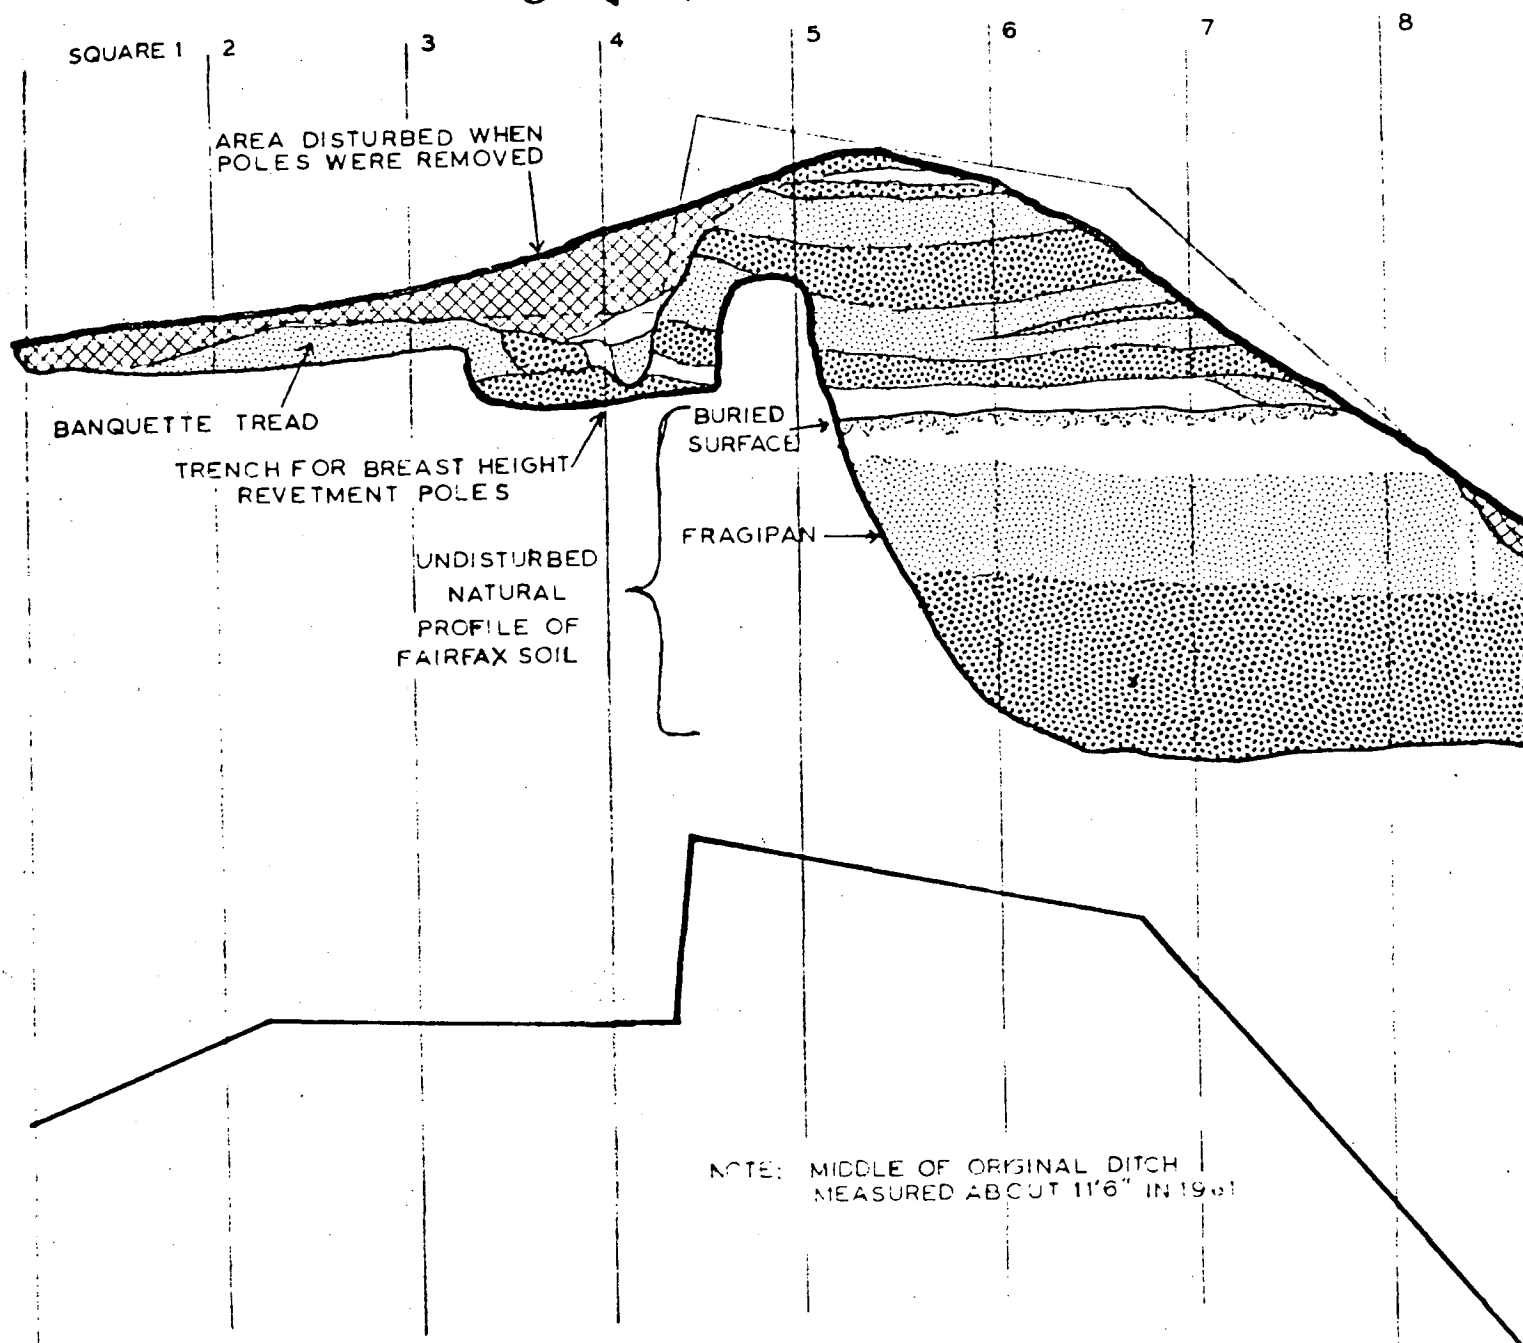 SQUARE 1 2 3 4 5 6 7 8
AREA DISTURBED WHEN
POLES WERE REMOVED
BANQUETTE TREAD
TRENCH FOR BREAST HEIGHT
REVETMENT POLES
BURIED
SURFACE
FRAGIPAN
UNDISTURBED
NATURAL
PROFILE OF
FAIRFAX SOIL
NOTE: MIDDLE OF ORIGINAL DITCH
MEASURED ABOUT 11'6" IN